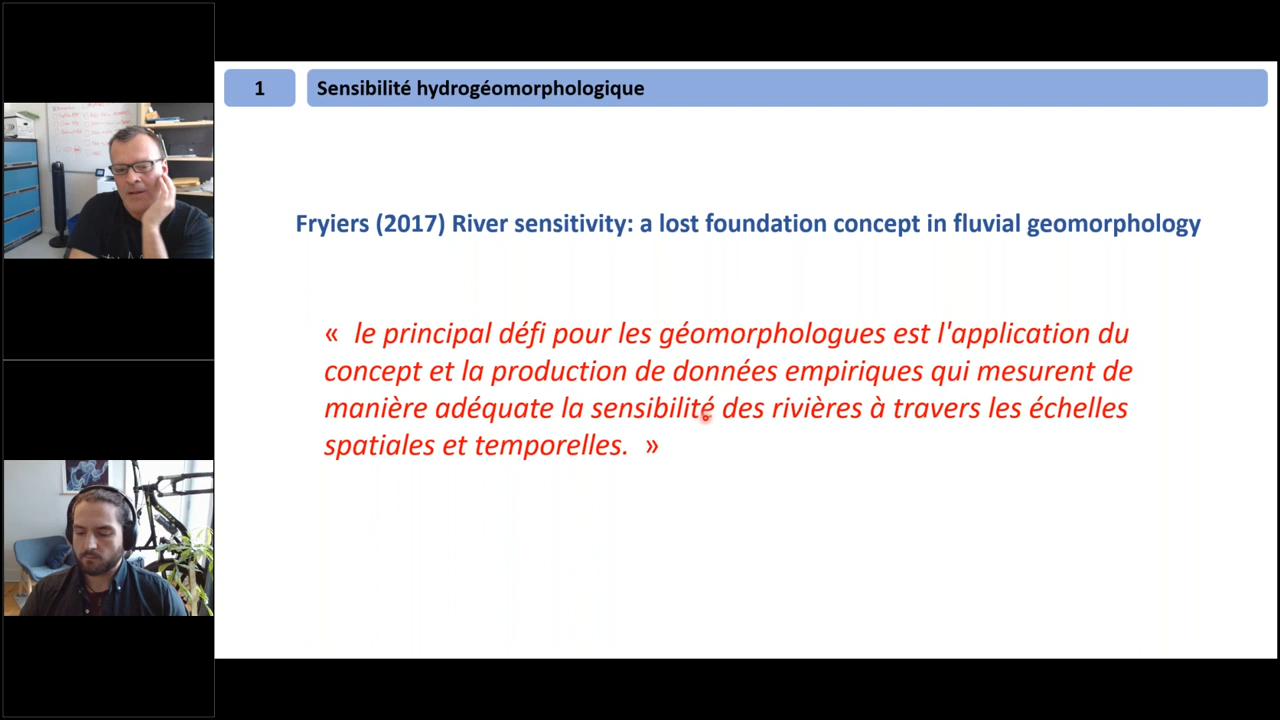 1
Sensibilité hydrogéomorphologique
Fryiers (2017) River sensitivity: a lost foundation concept in fluvial geomorphology
« le principal défi pour les géomorphologues est l'application du
concept et la production de données empiriques qui mesurent de
manière adéquate la sensibilité des rivières à travers les échelles
spatiales et temporelles. »